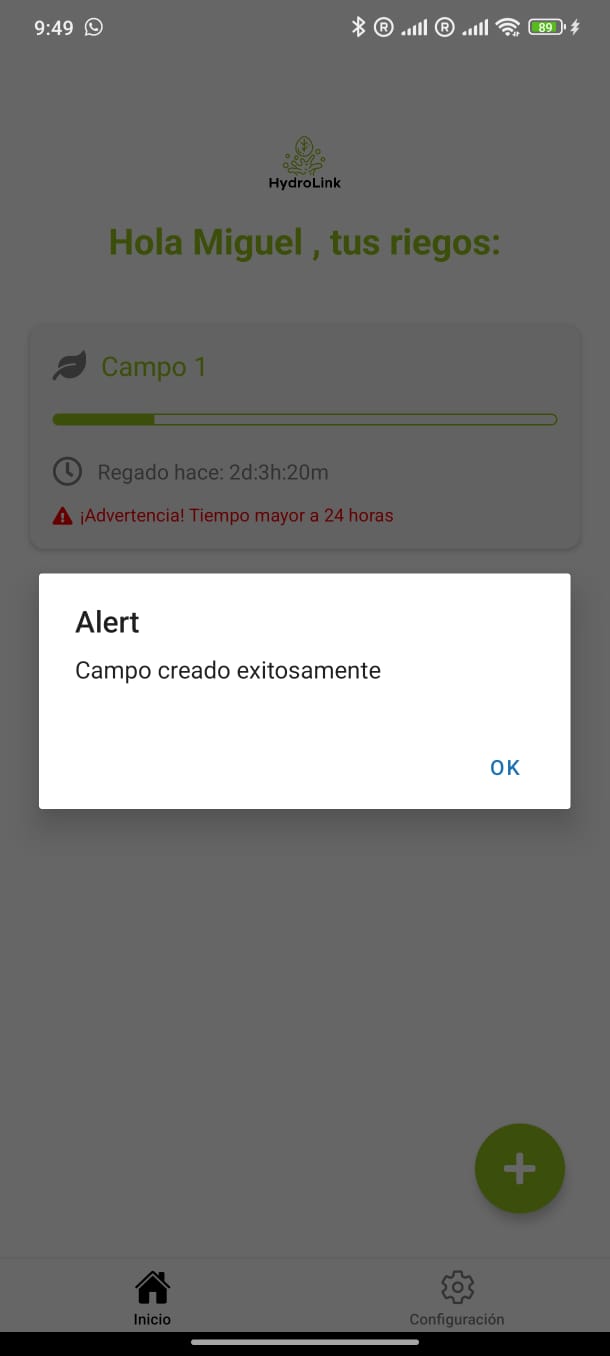 9:49
89
HydroLink
Hola Miguel , tus riegos:
Campo 1
Regado hace: 2d:3h:20m
¡Advertencia! Tiempo mayor a 24 horas
Alert
Campo creado exitosamente
OK
Inicio
Configuración